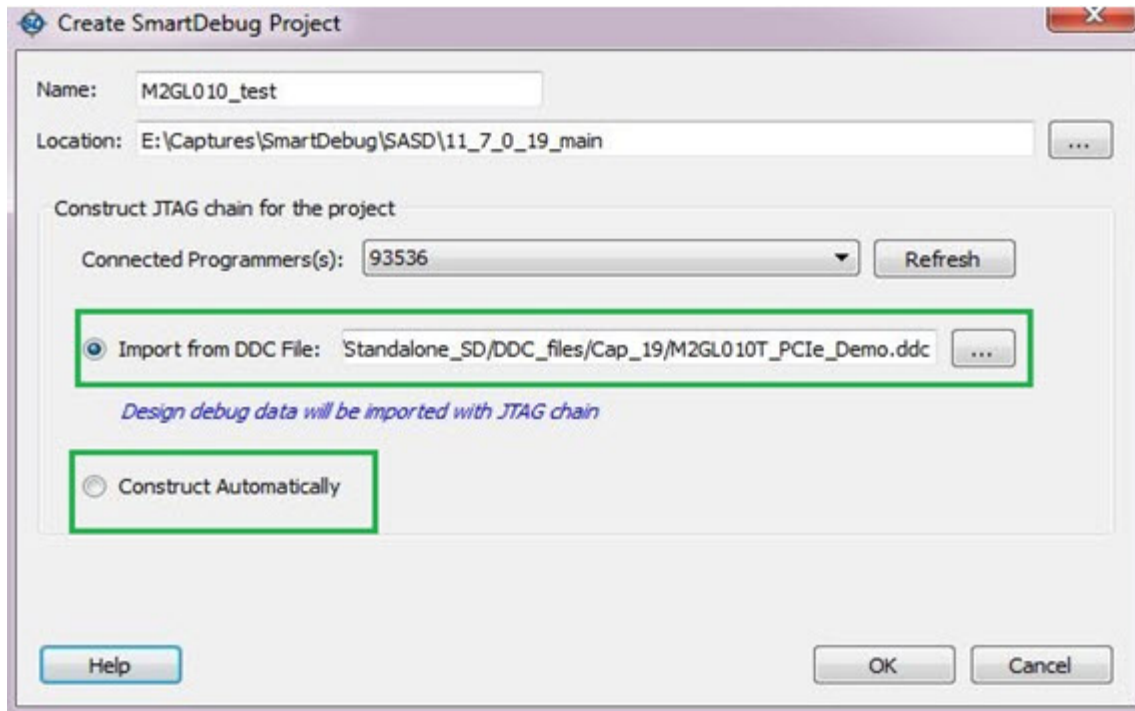 Create SmartDebug Project
Name: M2GL010_test
Location: E:\Captures\SmartDebug\SASD\11_7_0_19_main ...
Construct JTAG chain for the project
Connected Programmers(s): 93536 Refresh
Import from DDC File: Standalone_SD/DDC_files/Cap_19/M2GL010T_PCIe_Demo.ddc ...
Design debug data will be imported with JTAG chain
Construct Automatically
Help OK Cancel